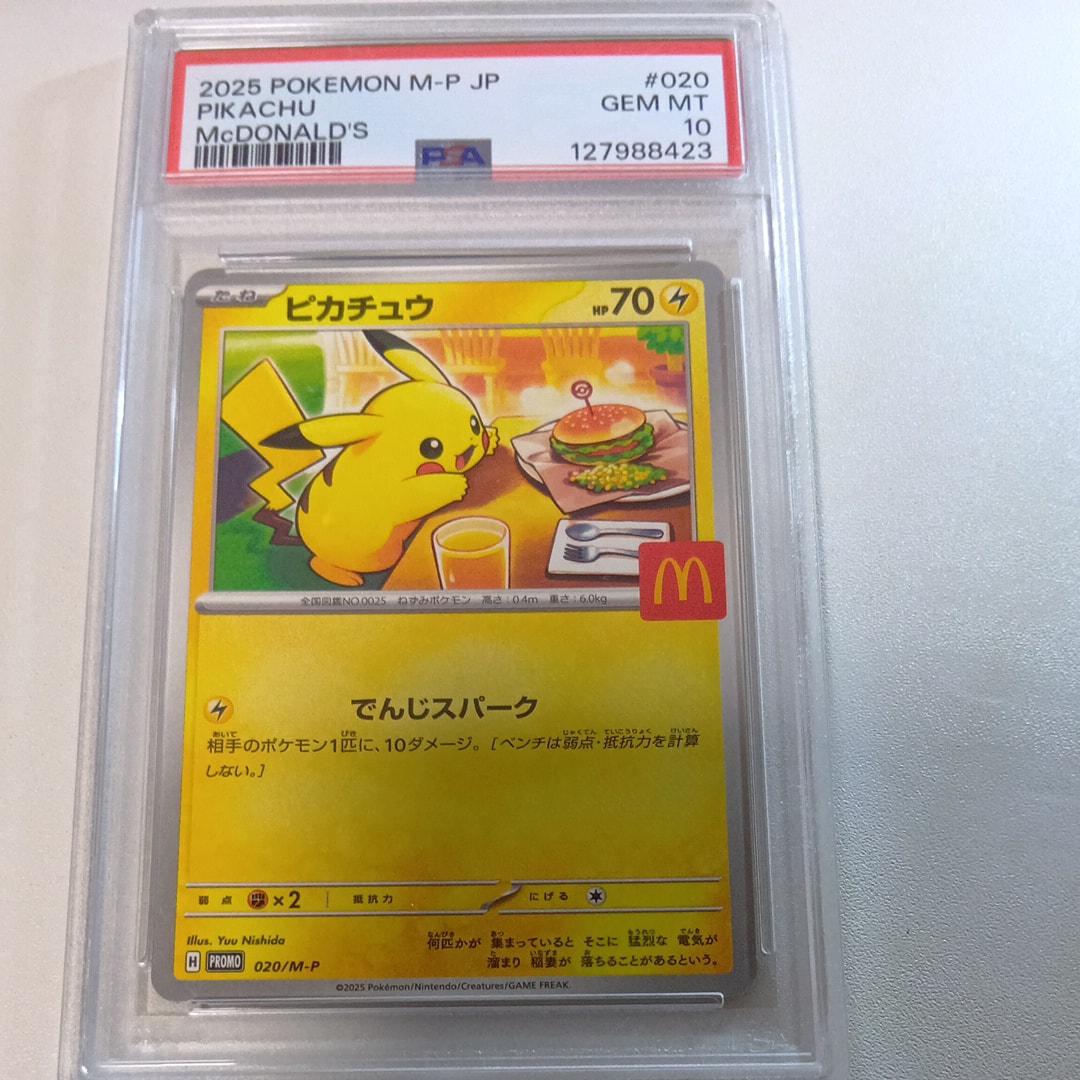 2025 POKEMON M-P JP #020
PIKACHU GEM MT
McDONALD'S 10
PSA 127988423
たね ピカチュウ HP70
全国図鑑NO.0025 ねずみポケモン 高さ:0.4m 重さ:6.0kg
でんじスパーク
相手のポケモン1匹に、10ダメージ。[ベンチは弱点・抵抗力を計算
しない。]
弱点 ×2 抵抗力 にげる
Illus. Yuu Nishida
何匹かが 集まっていると そこに 猛烈な 電気が
溜まり 稲妻が 落ちることがあるという。
H PROMO 020/M-P
©2025 Pokémon/Nintendo/Creatures/GAME FREAK.